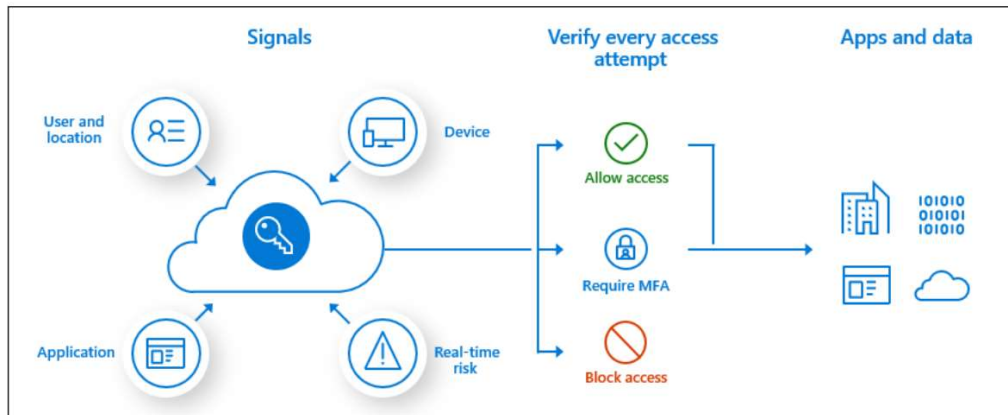 Signals
Verify every access
attempt
Apps and data
User and
location
Device
Allow access
101010
010101
101010
Require MFA
Application
Real-time
risk
Block access